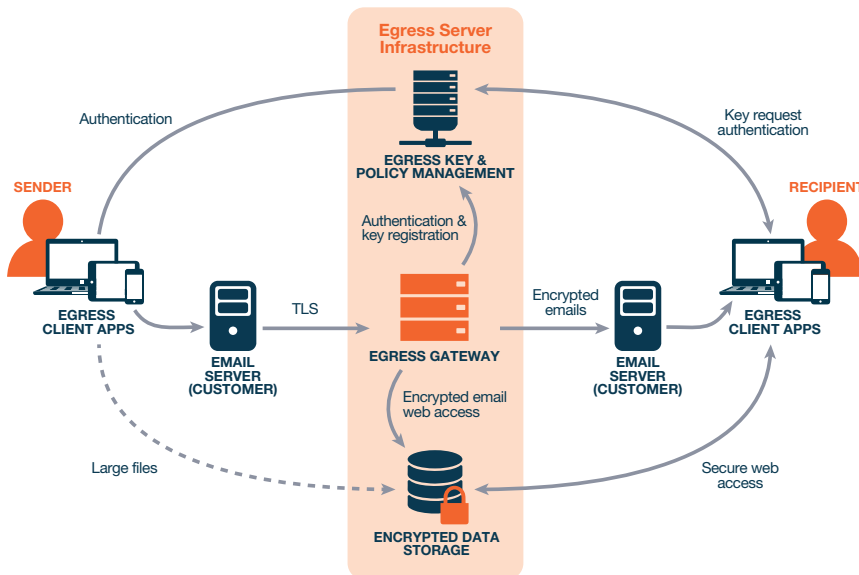 Egress Server
Infrastructure
Authentication
Key request
authentication
EGRESS KEY &
POLICY MANAGEMENT
SENDER
RECIPIENT
Authentication &
key registration
EGRESS
CLIENT APPS
TLS
Encrypted
emails
EGRESS
CLIENT APPS
EGRESS GATEWAY
EMAIL
SERVER
(CUSTOMER)
EMAIL
SERVER
(CUSTOMER)
Encrypted email
web access
Large files
Secure web
access
ENCRYPTED DATA
STORAGE